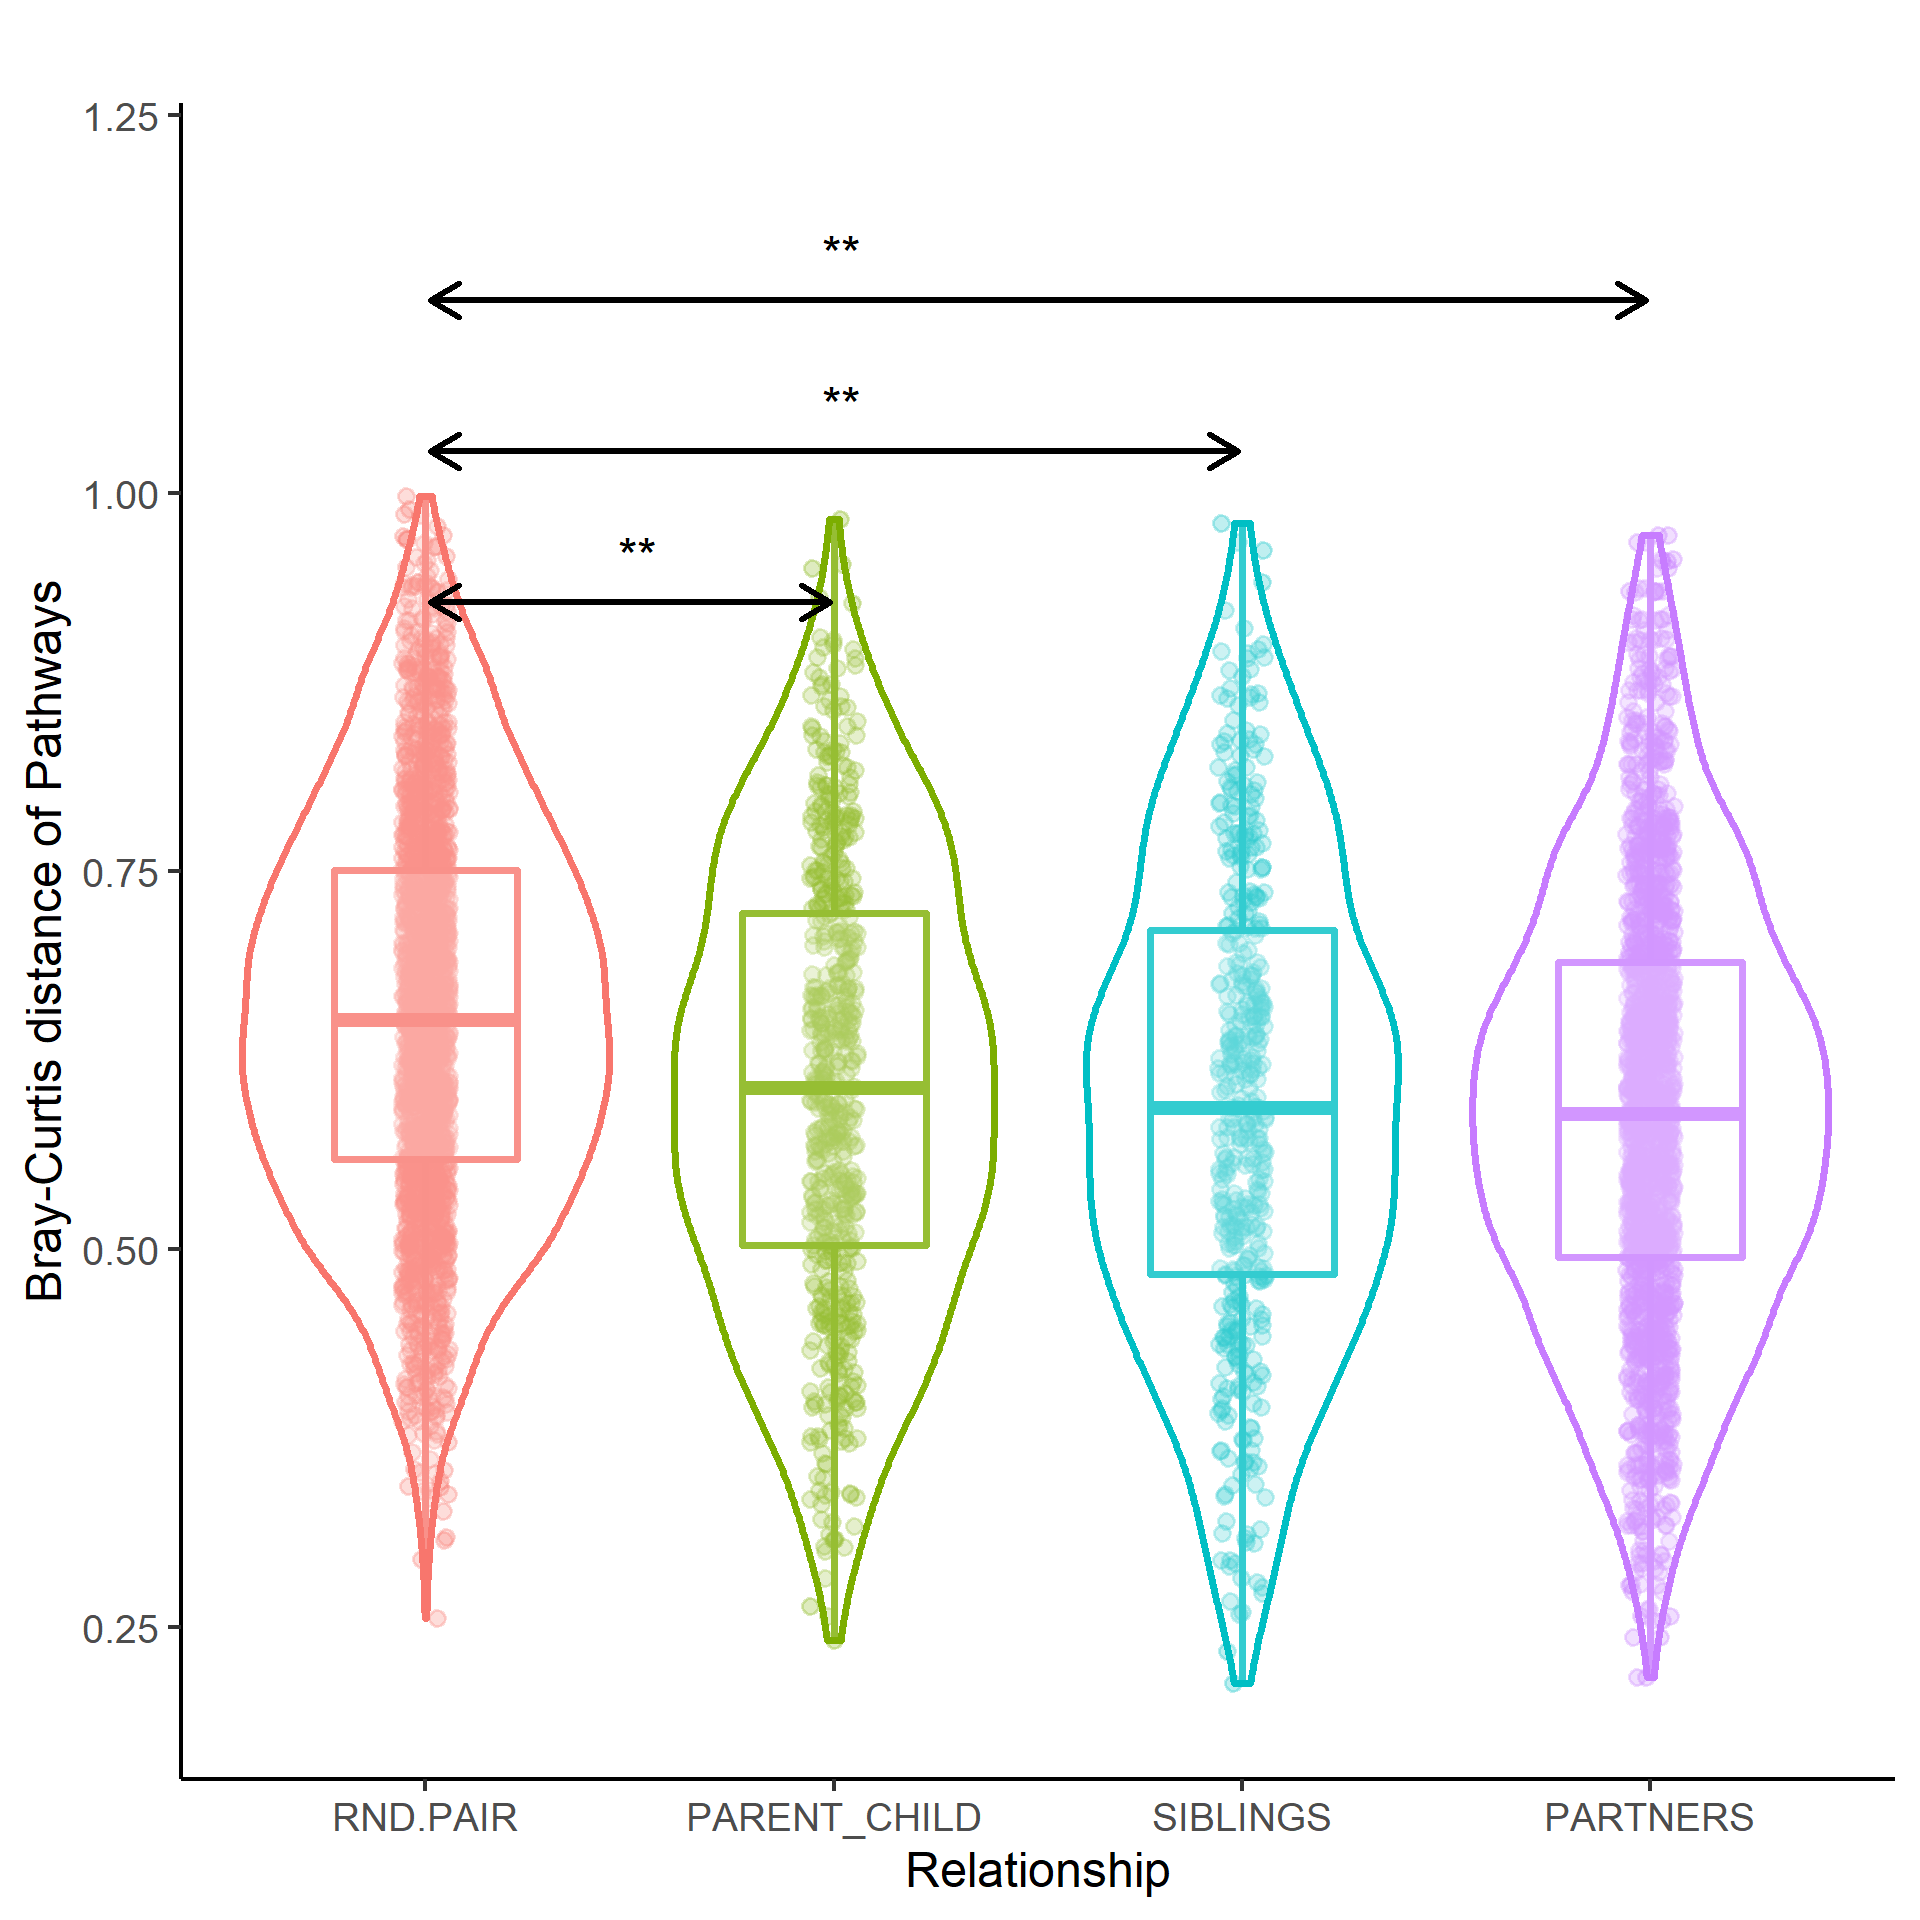 1.25
**
**
1.00
**
0.75
0.50
0.25
Bray-Curtis distance of Pathways
RND.PAIR PARENT_CHILD SIBLINGS PARTNERS
Relationship